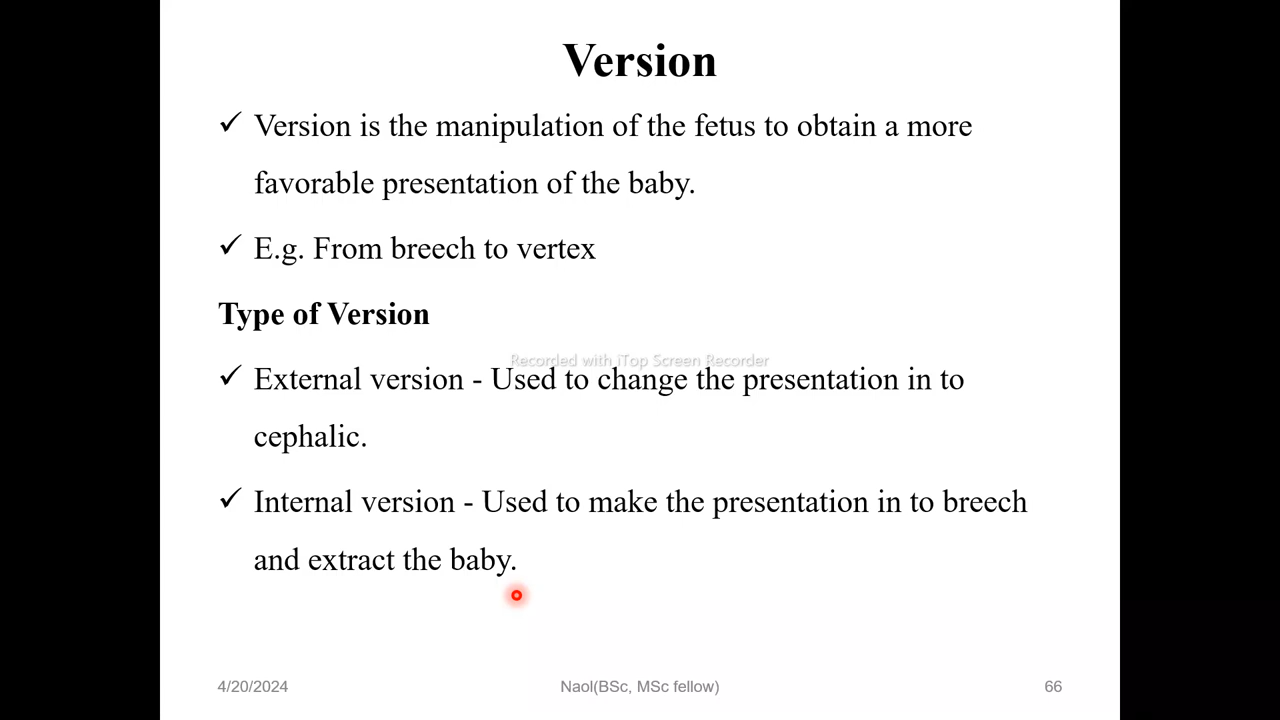 Version
✓ Version is the manipulation of the fetus to obtain a more
favorable presentation of the baby.
✓ E.g. From breech to vertex
Type of Version
Recorded with iTop Screen Recorder
✓ External version - Used to change the presentation in to
cephalic.
✓ Internal version - Used to make the presentation in to breech
and extract the baby.
4/20/2024 Naol(BSc, MSc fellow) 66